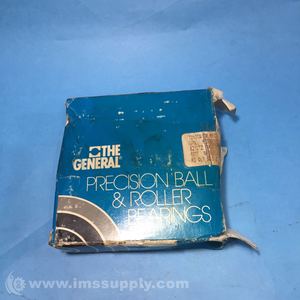 THE
GENERAL®
PRECISION BALL
& ROLLER
BEARINGS
© www.imssupply.com